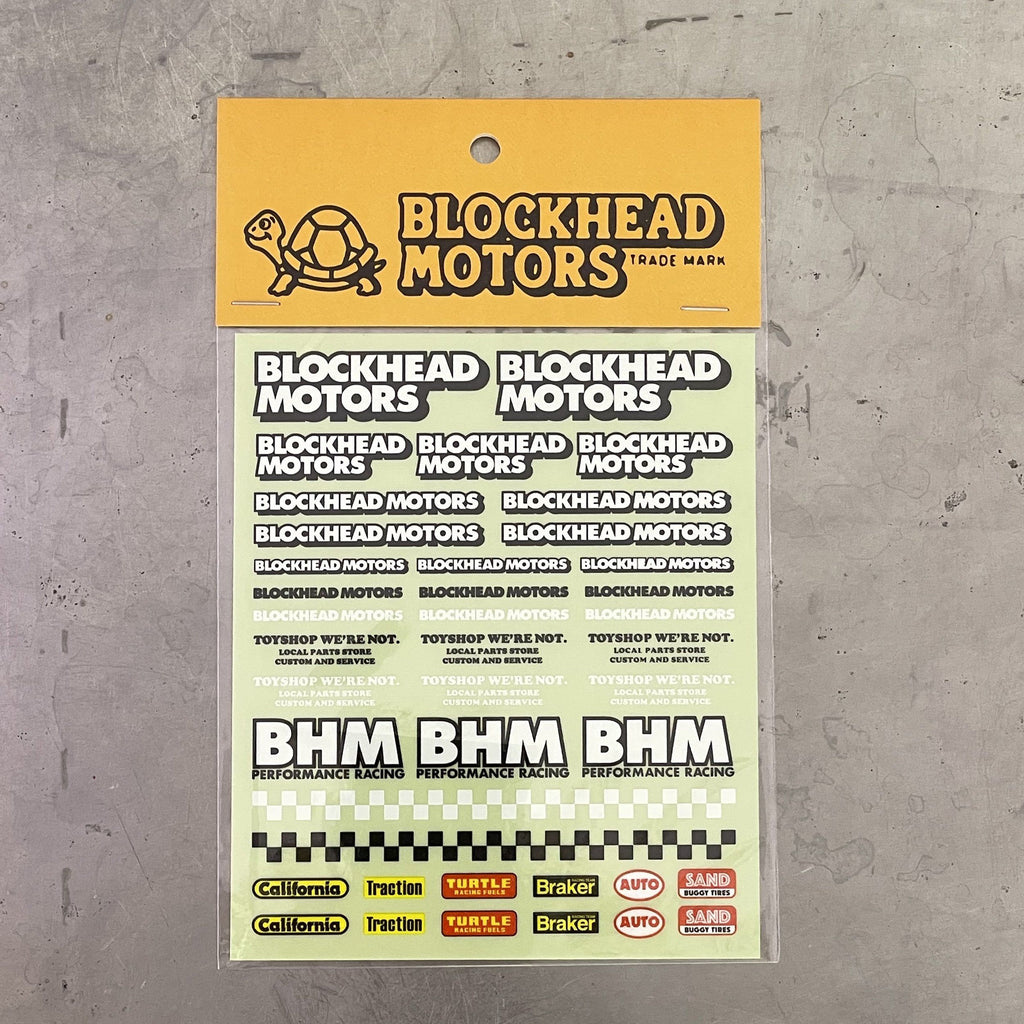 BLOCKHEAD
MOTORS TRADE MARK
BLOCKHEAD BLOCKHEAD
MOTORS MOTORS
BLOCKHEAD BLOCKHEAD BLOCKHEAD
MOTORS MOTORS MOTORS
BLOCKHEAD MOTORS BLOCKHEAD MOTORS
BLOCKHEAD MOTORS BLOCKHEAD MOTORS
BLOCKHEAD MOTORS BLOCKHEAD MOTORS BLOCKHEAD MOTORS
BLOCKHEAD MOTORS BLOCKHEAD MOTORS BLOCKHEAD MOTORS
BLOCKHEAD MOTORS BLOCKHEAD MOTORS BLOCKHEAD MOTORS
TOYSHOP WE'RE NOT. TOYSHOP WE'RE NOT. TOYSHOP WE'RE NOT.
LOCAL PARTS STORE LOCAL PARTS STORE LOCAL PARTS STORE
CUSTOM AND SERVICE CUSTOM AND SERVICE CUSTOM AND SERVICE
TOYSHOP WE'RE NOT. TOYSHOP WE'RE NOT. TOYSHOP WE'RE NOT.
LOCAL PARTS STORE LOCAL PARTS STORE LOCAL PARTS STORE
CUSTOM AND SERVICE CUSTOM AND SERVICE CUSTOM AND SERVICE
BHM BHM BHM
PERFORMANCE RACING PERFORMANCE RACING PERFORMANCE RACING
California Traction TURTLE RACING FUELS RACING TEAM Braker AUTO SAND BUGGY TIRES
California Traction TURTLE RACING FUELS RACING TEAM Braker AUTO SAND BUGGY TIRES